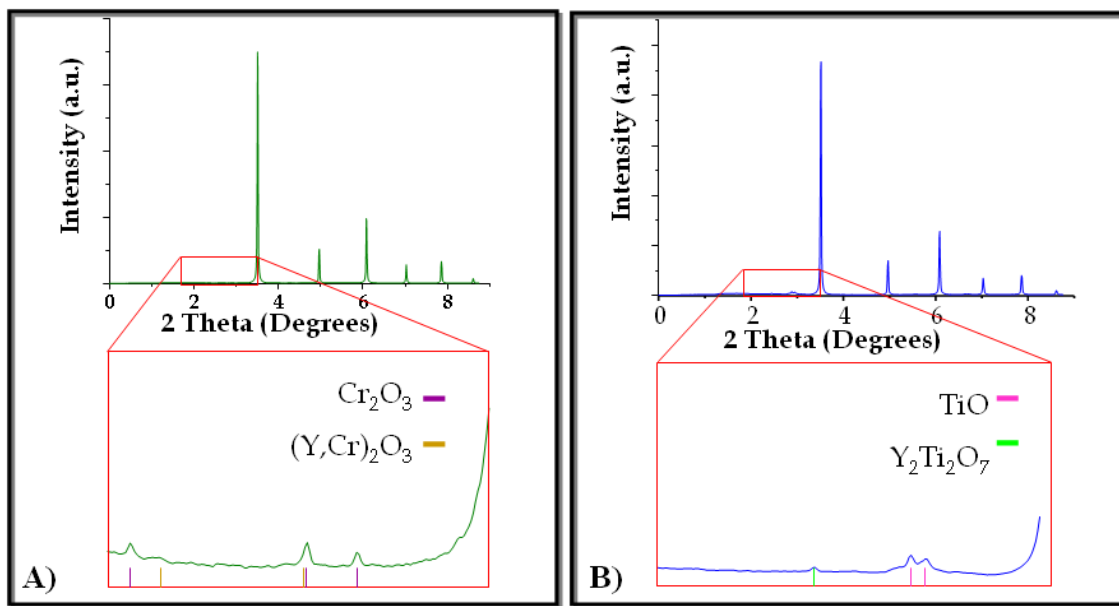 Intensity (a.u.)
0 2 4 6 8
2 Theta (Degrees)
Cr₂O₃
(Y,Cr)₂O₃
A)
Intensity (a.u.)
0 2 4 6 8
2 Theta (Degrees)
TiO
Y₂Ti₂O₇
B)